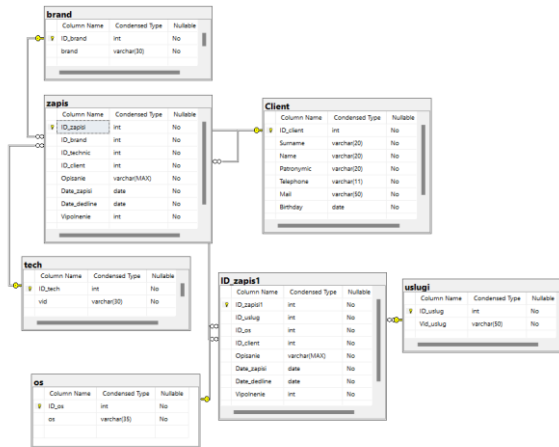 brand
Column Name Condensed Type Nullable
ID_brand int No
brand varchar(30) No
zapis
Column Name Condensed Type Nullable
ID_zapisi int No
ID_brand int No
ID_technic int No
ID_client int No
Opisanie varchar(MAX) No
Date_zapisi date No
Date_dedline date No
Vipolnenie int No
Client
Column Name Condensed Type Nullable
ID_client int No
Surname varchar(20) No
Name varchar(20) No
Patronymic varchar(20) No
Telephone varchar(11) No
Mail varchar(50) No
Birthday date No
tech
Column Name Condensed Type Nullable
ID_tech int No
vid varchar(30) No
ID_zapis1
Column Name Condensed Type Nullable
ID_zapisi1 int No
ID_uslug int No
ID_os int No
ID_client int No
Opisanie varchar(MAX) No
Date_zapisi date No
Date_dedline date No
Vipolnenie int No
uslugi
Column Name Condensed Type Nullable
ID_uslug int No
Vid_uslug varchar(50) No
os
Column Name Condensed Type Nullable
ID_os int No
os varchar(35) No